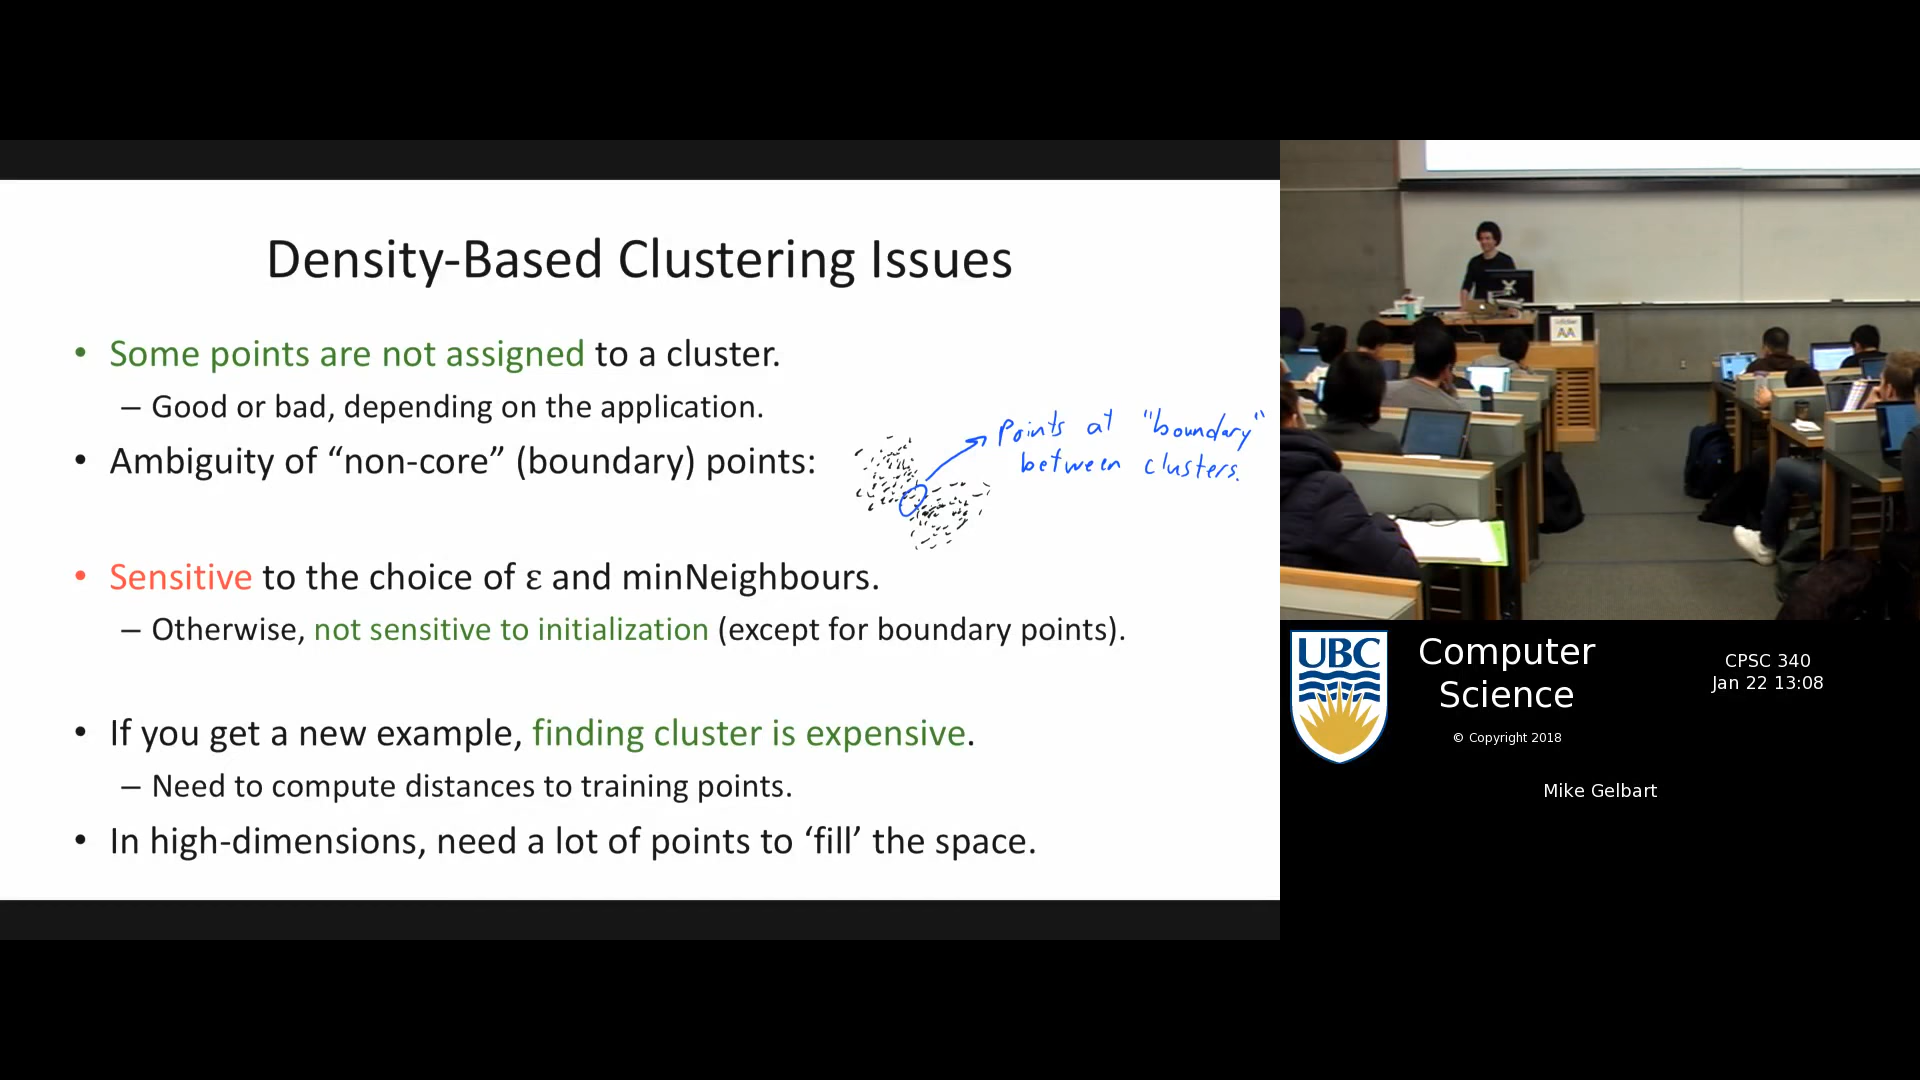 Density-Based Clustering Issues
• Some points are not assigned to a cluster.
– Good or bad, depending on the application.
• Ambiguity of “non-core” (boundary) points:
Points at "boundary"
between clusters.
• Sensitive to the choice of ε and minNeighbours.
– Otherwise, not sensitive to initialization (except for boundary points).
• If you get a new example, finding cluster is expensive.
– Need to compute distances to training points.
• In high-dimensions, need a lot of points to ‘fill’ the space.
UBC
Computer
Science
© Copyright 2018
CPSC 340
Jan 22 13:08
Mike Gelbart